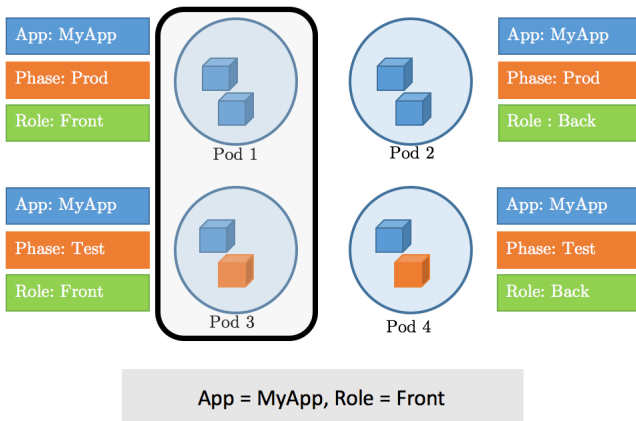 App: MyApp
Phase: Prod
Role: Front
Pod 1
Pod 2
App: MyApp
Phase: Prod
Role : Back
App: MyApp
Phase: Test
Role: Front
Pod 3
Pod 4
App: MyApp
Phase: Test
Role: Back
App = MyApp, Role = Front